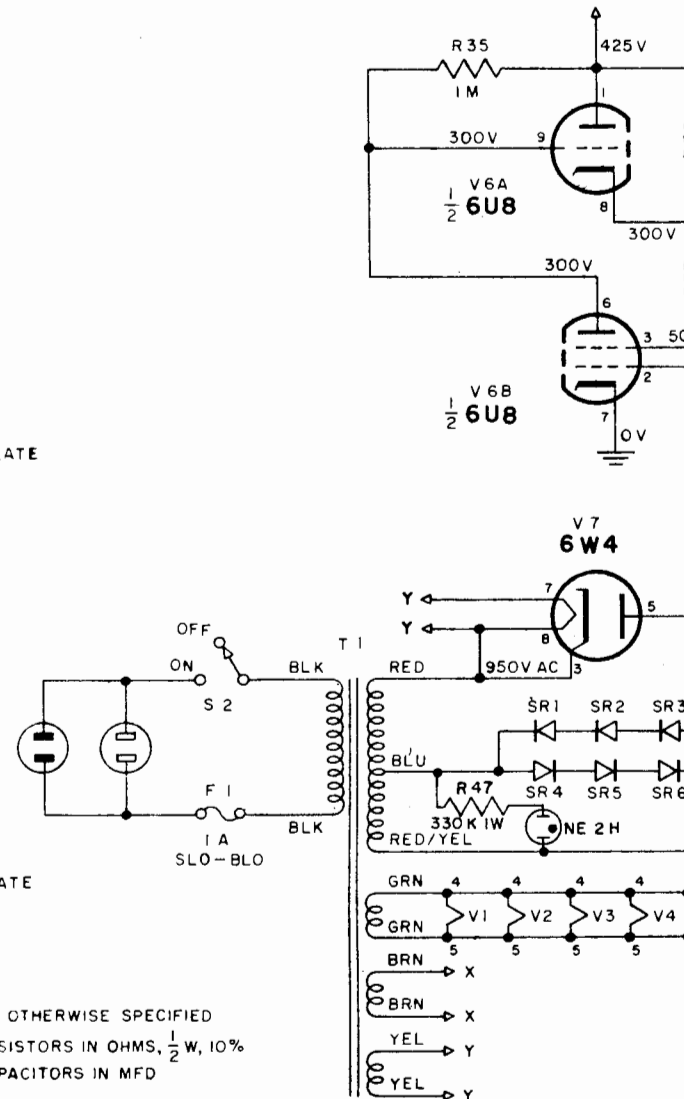 R35
425V
1M
1
300V
9
V6A
1/2 6U8
8
300V
300V
6
3
50
2
V6B
1/2 6U8
7
0V
ATE
V7
6W4
7
Y
5
Y
8
OFF
T1
ON
BLK
RED
950V AC
3
S2
SR1
SR2
SR3
BLU
F1
R47
SR4
SR5
SR6
330K 1W
NE 2H
BLK
RED/YEL
1A
SLO-BLO
ATE
GRN
4
4
4
4
V1
V2
V3
V4
GRN
5
5
5
5
BRN
X
BRN
X
OTHERWISE SPECIFIED
YEL
Y
SISTORS IN OHMS, 1/2 W, 10%
PACITORS IN MFD
YEL
Y